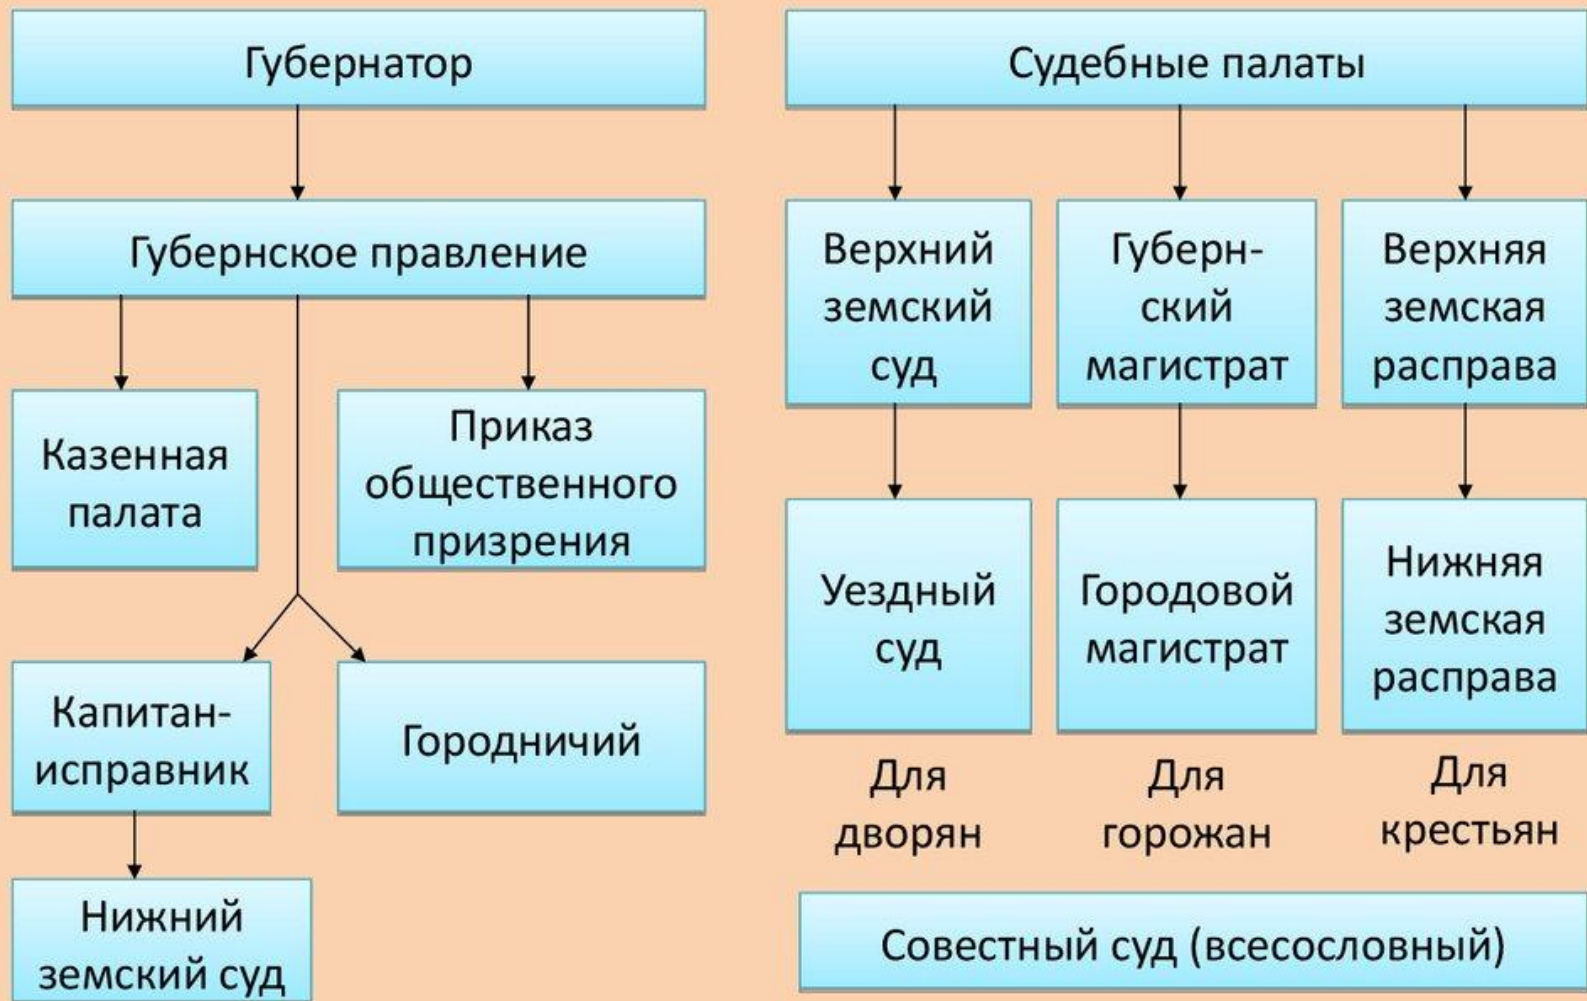 Губернатор
Губернское правление
Казенная
палата
Приказ
общественного
призрения
Капитан-
исправник
Городничий
Нижний
земский суд
Судебные палаты
Верхний
земский
суд
Губерн-
ский
магистрат
Верхняя
земская
расправа
Уездный
суд
Городовой
магистрат
Нижняя
земская
расправа
Для
дворян
Для
горожан
Для
крестьян
Совестный суд (всесословный)